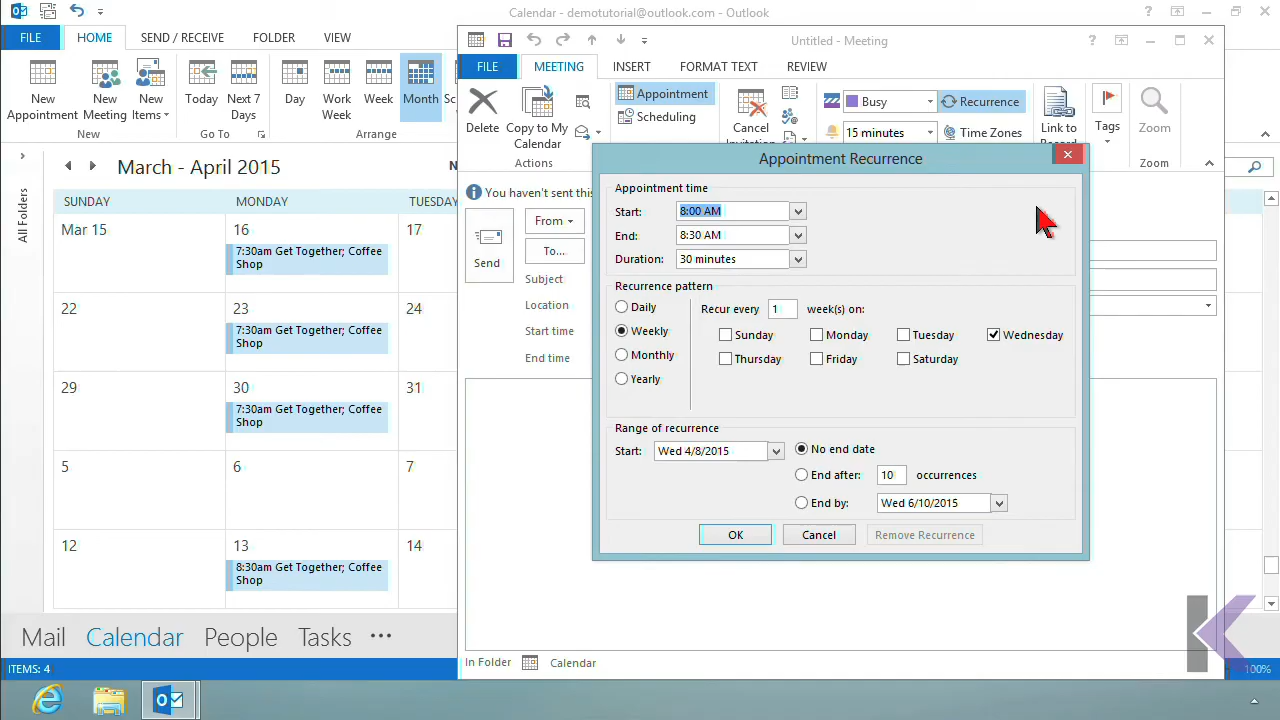 Calendar - demotutorial@outlook.com - Outlook
FILE HOME SEND / RECEIVE FOLDER VIEW
New Appointment
New Meeting
New Items
Today
Next 7 Days
Day
Work Week
Week
Month
New
Go To
Arrange
All Folders
March - April 2015
SUNDAY MONDAY TUESDAY
Mar 15 16 17
7:30am Get Together; Coffee
Shop
22 23 24
7:30am Get Together; Coffee
Shop
29 30 31
7:30am Get Together; Coffee
Shop
5 6 7
12 13 14
8:30am Get Together; Coffee
Shop
Mail Calendar People Tasks •••
ITEMS: 4
100%
Untitled - Meeting
FILE MEETING INSERT FORMAT TEXT REVIEW
Delete
Copy to My Calendar
Actions
Appointment
Scheduling
Cancel
Busy
15 minutes
Recurrence
Time Zones
Link to
Tags
Zoom
Zoom
You haven't sent this
Send
From
To...
Subject
Location
Start time
End time
In Folder Calendar
Appointment Recurrence
Appointment time
Start: 8:00 AM
End: 8:30 AM
Duration: 30 minutes
Recurrence pattern
Daily
Weekly
Monthly
Yearly
Recur every 1 week(s) on:
Sunday Monday Tuesday Wednesday
Thursday Friday Saturday
Range of recurrence
Start: Wed 4/8/2015
No end date
End after: 10 occurrences
End by: Wed 6/10/2015
OK Cancel Remove Recurrence